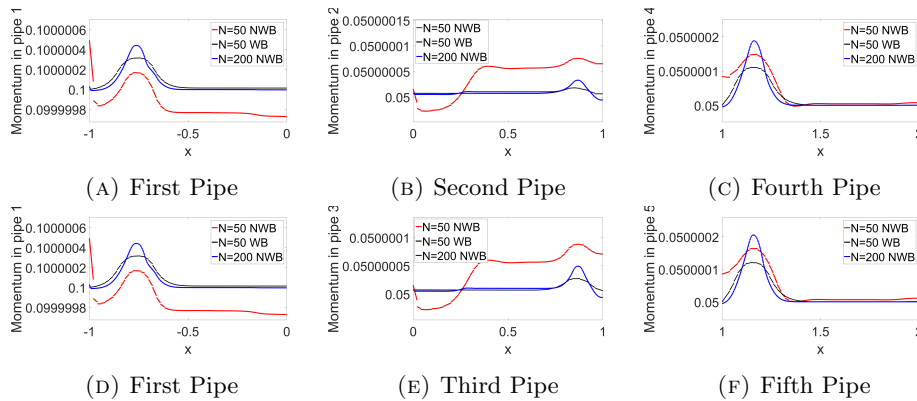 Momentum in pipe 1
0.1000006
0.1000004
0.1000002
0.1
0.0999998
N=50 NWB
N=50 WB
N=200 NWB
-1
-0.5
0
x
(A) First Pipe
Momentum in pipe 2
0.05000015
0.0500001
0.05000005
0.05
N=50 NWB
N=50 WB
N=200 NWB
0
0.5
1
x
(B) Second Pipe
Momentum in pipe 4
0.0500002
0.0500001
0.05
N=50 NWB
N=50 WB
N=200 NWB
1
1.5
2
x
(C) Fourth Pipe
Momentum in pipe 1
0.1000006
0.1000004
0.1000002
0.1
0.0999998
N=50 NWB
N=50 WB
N=200 NWB
-1
-0.5
0
x
(D) First Pipe
Momentum in pipe 3
0.0500001
0.05000005
0.05
N=50 NWB
N=50 WB
N=200 NWB
0
0.5
1
x
(E) Third Pipe
Momentum in pipe 5
0.0500002
0.0500001
0.05
N=50 NWB
N=50 WB
N=200 NWB
1
1.5
2
x
(F) Fifth Pipe